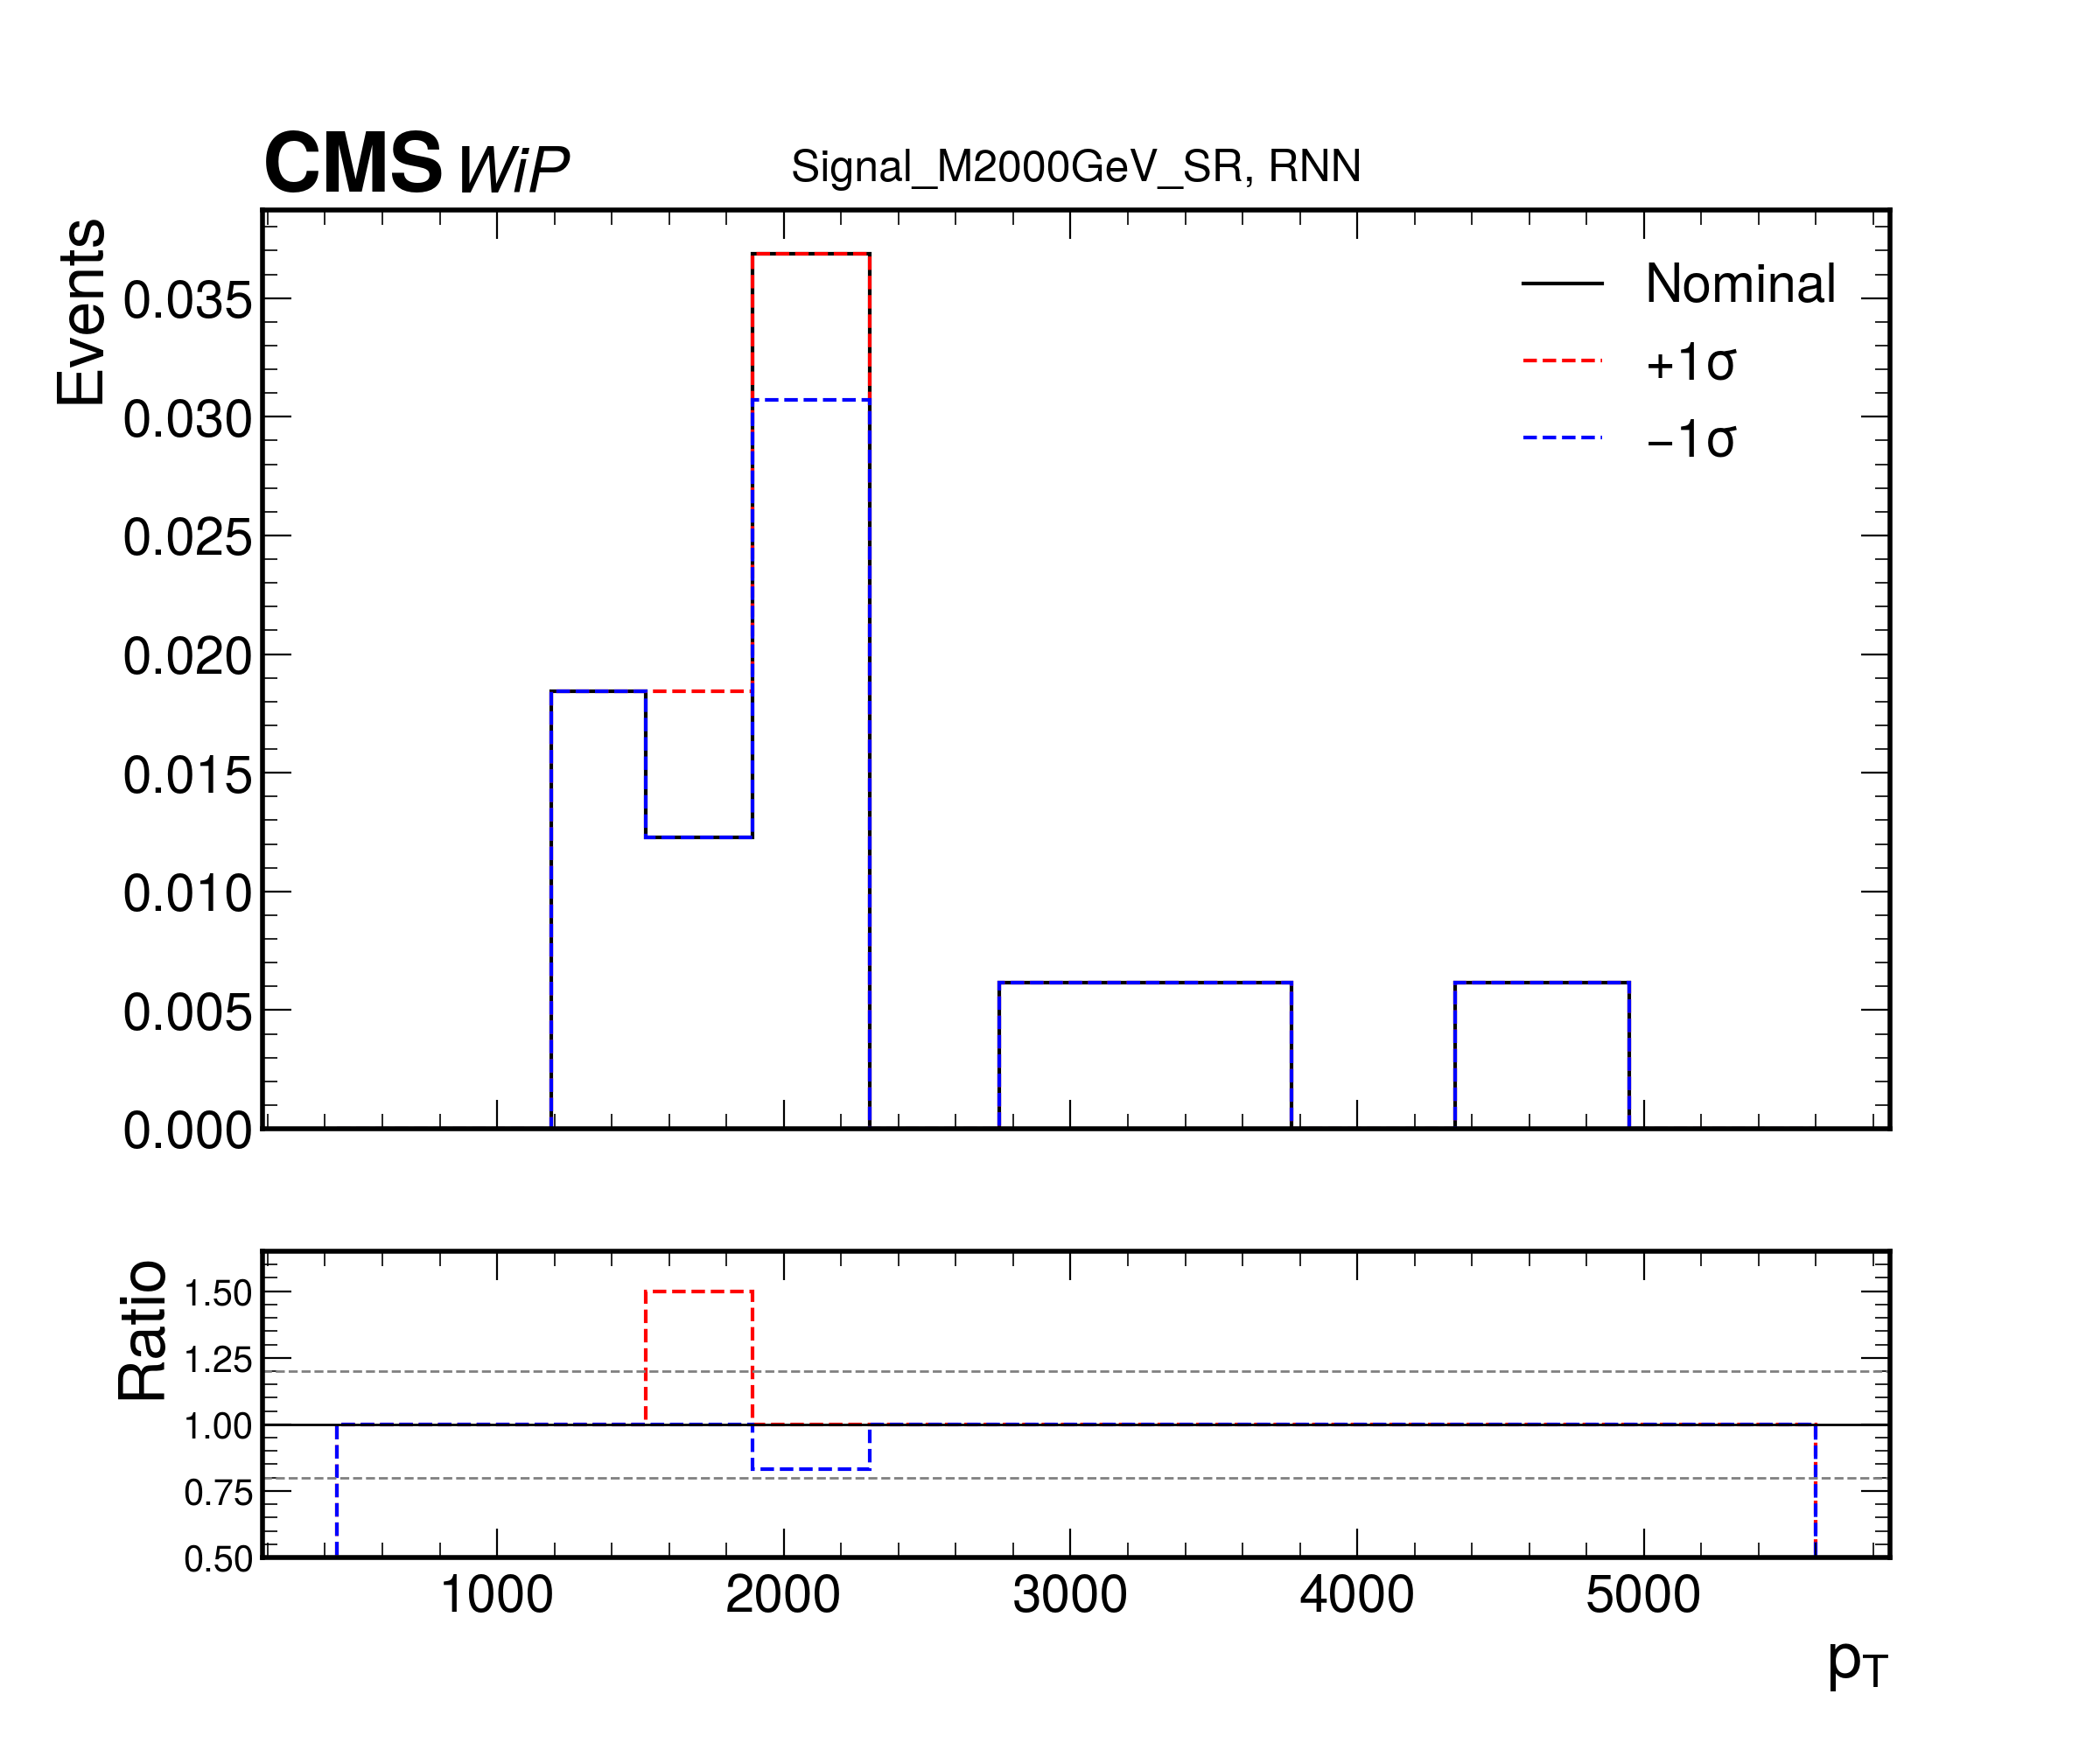 CMS WiP Signal_M2000GeV_SR, RNN
Events
0.035
0.030
0.025
0.020
0.015
0.010
0.005
0.000
Nominal
+1σ
−1σ
Ratio
1.50
1.25
1.00
0.75
0.50
1000 2000 3000 4000 5000
pT